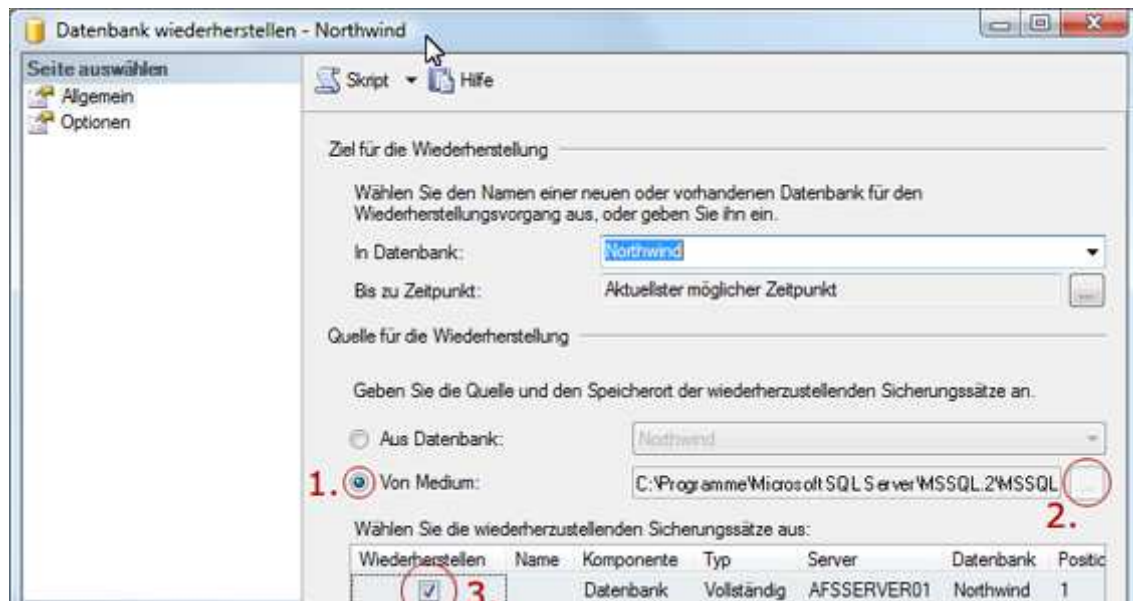 Datenbank wiederherstellen - Northwind
Seite auswählen
Allgemein
Optionen
Skript
Hilfe
Ziel für die Wiederherstellung
Wählen Sie den Namen einer neuen oder vorhandenen Datenbank für den
Wiederherstellungsvorgang aus, oder geben Sie ihn ein.
In Datenbank: Northwind
Bis zu Zeitpunkt: Aktuellster möglicher Zeitpunkt ...
Quelle für die Wiederherstellung
Geben Sie die Quelle und den Speicherort der wiederherzustellenden Sicherungssätze an.
Aus Datenbank: Northwind
1. Von Medium: C:\Programme\Microsoft SQL Server\MSSQL.2\MSSQL ...
2.
Wählen Sie die wiederherzustellenden Sicherungssätze aus:
Wiederherstellen Name Komponente Typ Server Datenbank Positic
3. Datenbank Vollständig AFSSERVER01 Northwind 1